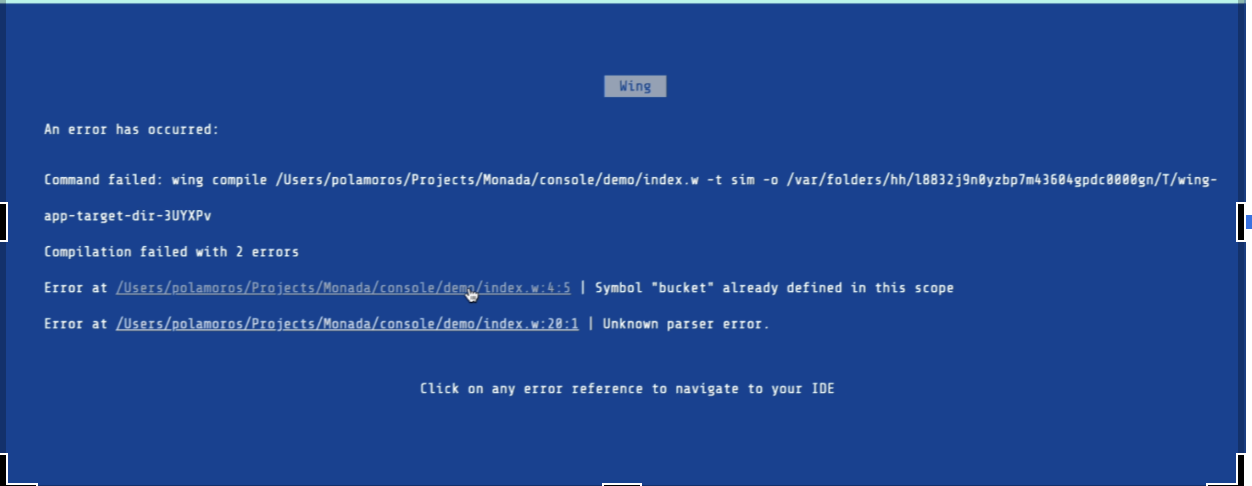 Wing
An error has occurred:
Command failed: wing compile /Users/polamoros/Projects/Monada/console/demo/index.w -t sim -o /var/folders/hh/l8832j9n0yzbp7m43604gpdc0000gn/T/wing-
app-target-dir-3UYXPv
Compilation failed with 2 errors
Error at /Users/polamoros/Projects/Monada/console/demo/index.w:4:5 | Symbol "bucket" already defined in this scope
Error at /Users/polamoros/Projects/Monada/console/demo/index.w:20:1 | Unknown parser error.
Click on any error reference to navigate to your IDE